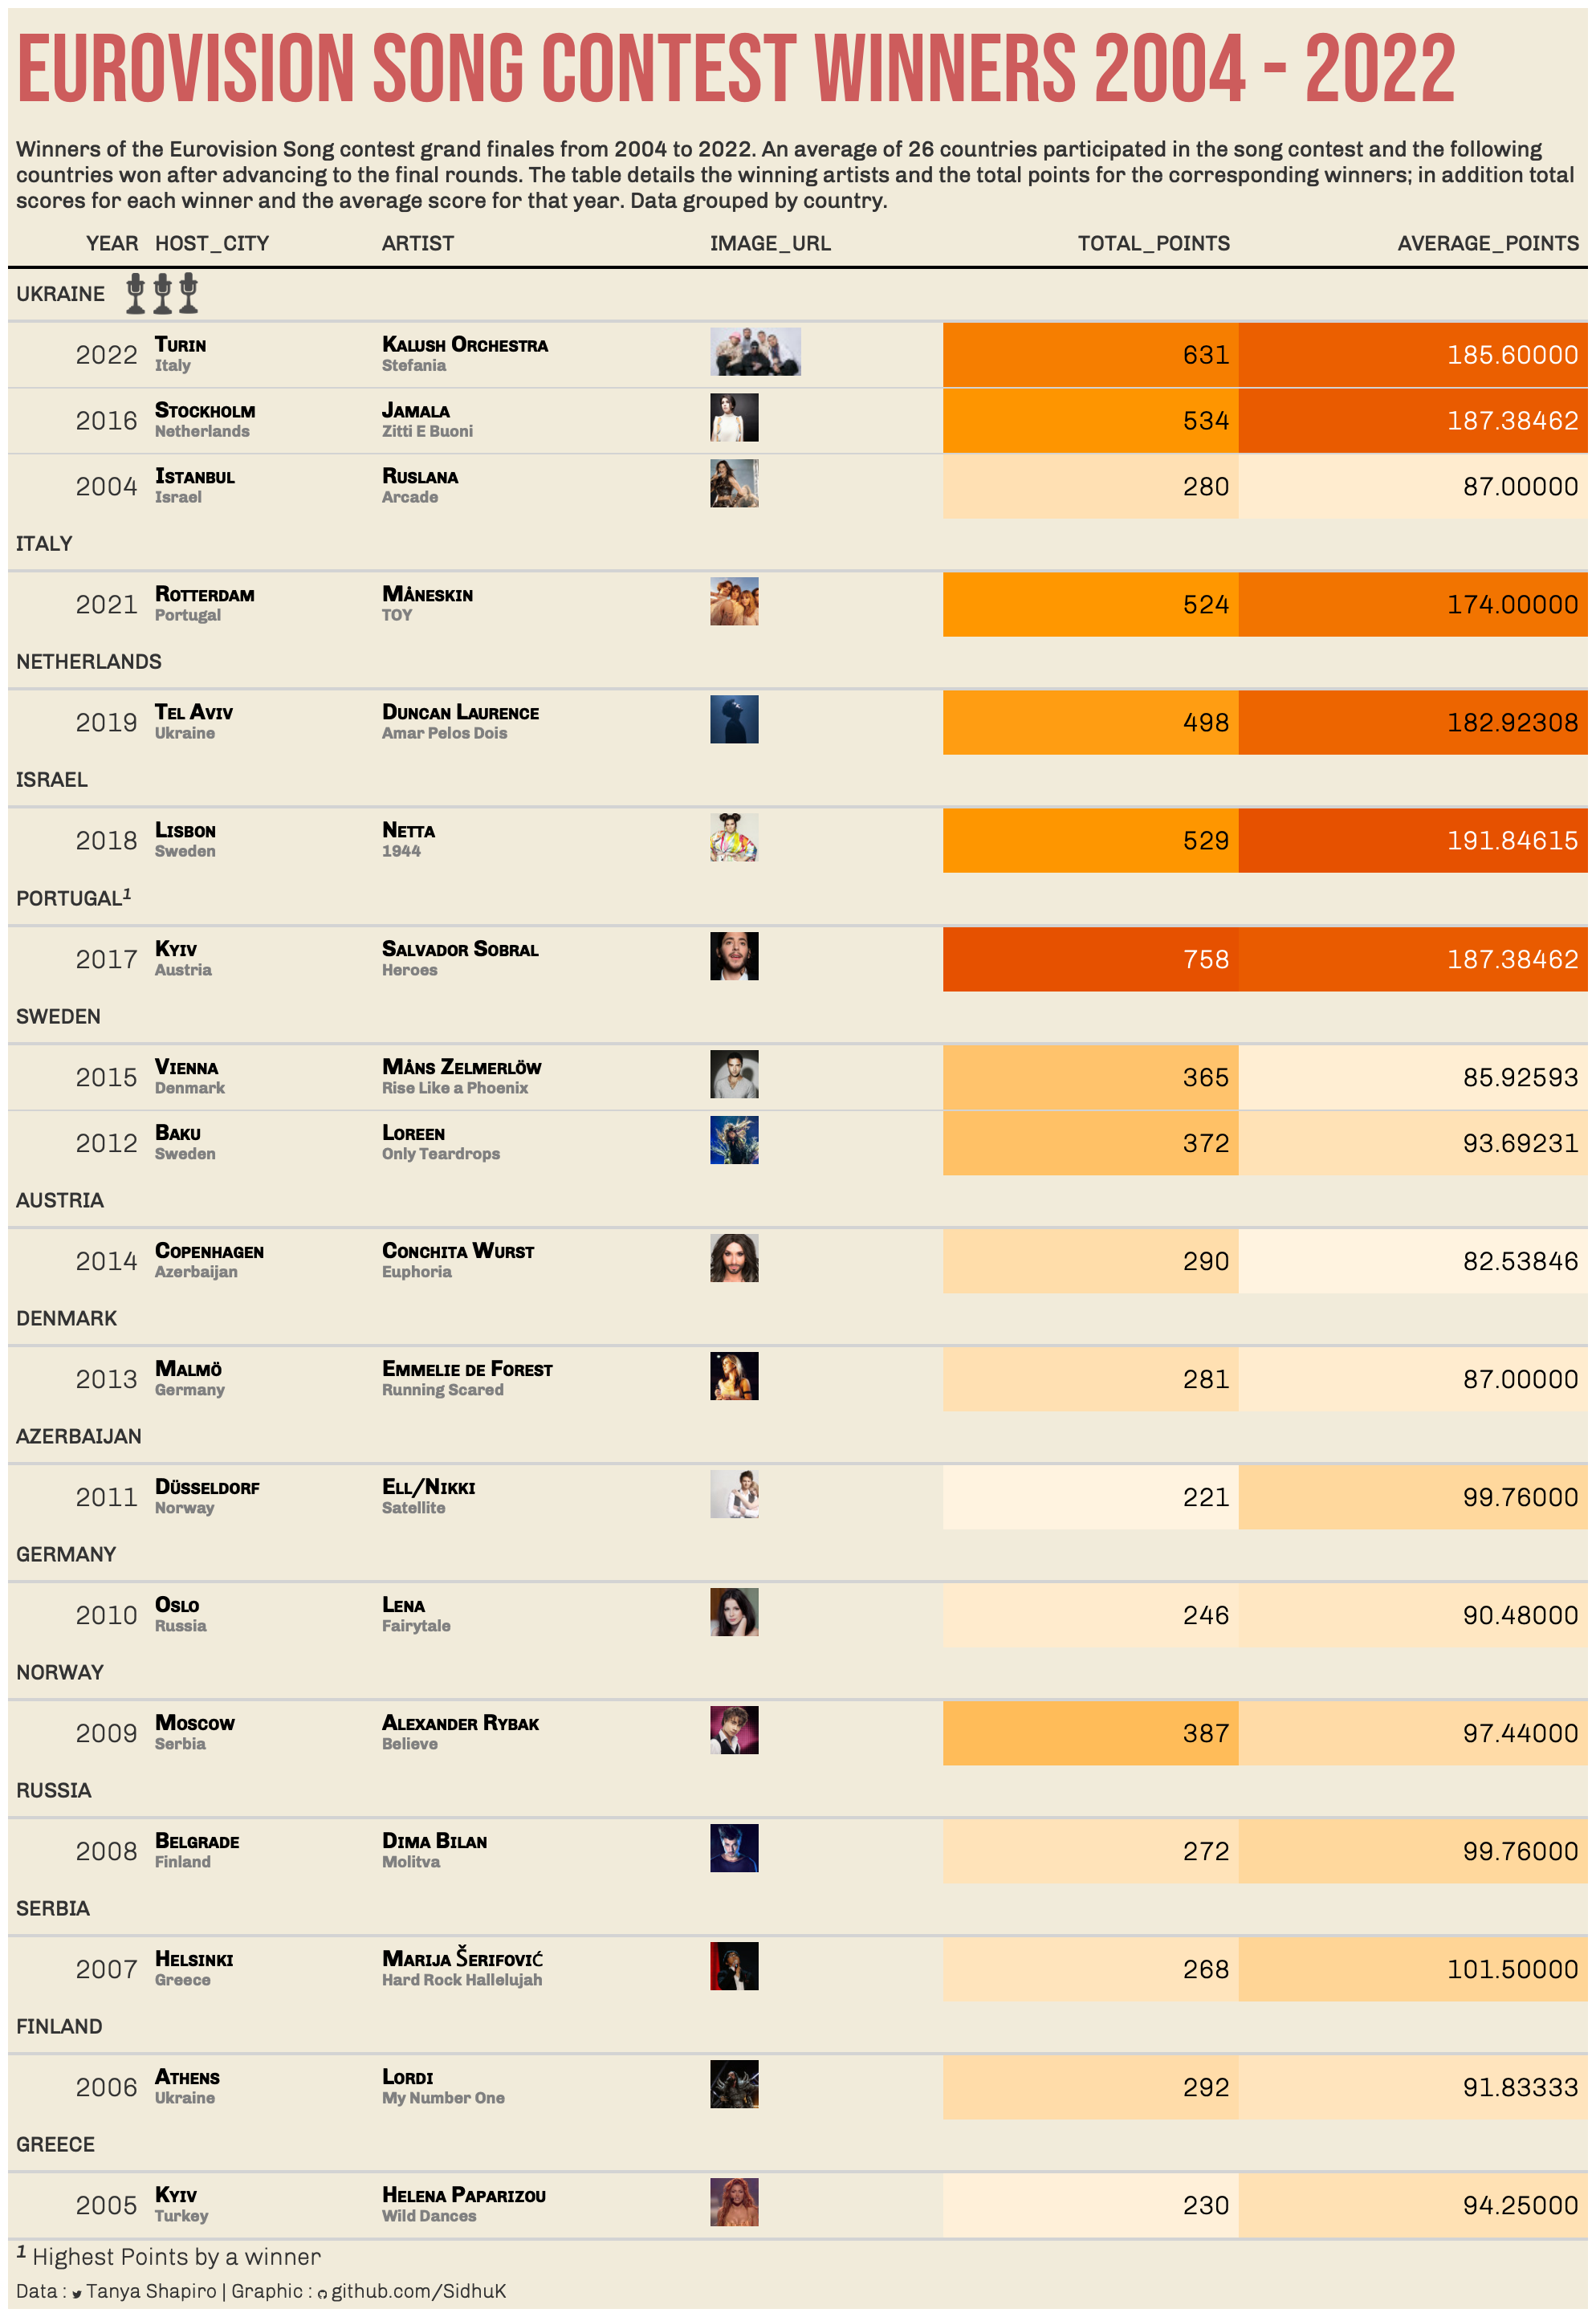 EUROVISION SONG CONTEST WINNERS 2004 - 2022
Winners of the Eurovision Song contest grand finales from 2004 to 2022. An average of 26 countries participated in the song contest and the following
countries won after advancing to the final rounds. The table details the winning artists and the total points for the corresponding winners; in addition total
scores for each winner and the average score for that year. Data grouped by country.
YEAR HOST_CITY ARTIST IMAGE_URL TOTAL_POINTS AVERAGE_POINTS
UKRAINE
2022 Turin Kalush Orchestra 631 185.60000
Italy Stefania
2016 Stockholm Jamala 534 187.38462
Netherlands Zitti E Buoni
2004 Istanbul Ruslana 280 87.00000
Israel Arcade
ITALY
2021 Rotterdam Måneskin 524 174.00000
Portugal TOY
NETHERLANDS
2019 Tel Aviv Duncan Laurence 498 182.92308
Ukraine Amar Pelos Dois
ISRAEL
2018 Lisbon Netta 529 191.84615
Sweden 1944
PORTUGAL¹
2017 Kyiv Salvador Sobral 758 187.38462
Austria Heroes
SWEDEN
2015 Vienna Måns Zelmerlöw 365 85.92593
Denmark Rise Like a Phoenix
2012 Baku Loreen 372 93.69231
Sweden Only Teardrops
AUSTRIA
2014 Copenhagen Conchita Wurst 290 82.53846
Azerbaijan Euphoria
DENMARK
2013 Malmö Emmelie de Forest 281 87.00000
Germany Running Scared
AZERBAIJAN
2011 Düsseldorf Ell/Nikki 221 99.76000
Norway Satellite
GERMANY
2010 Oslo Lena 246 90.48000
Russia Fairytale
NORWAY
2009 Moscow Alexander Rybak 387 97.44000
Serbia Believe
RUSSIA
2008 Belgrade Dima Bilan 272 99.76000
Finland Molitva
SERBIA
2007 Helsinki Marija Šerifović 268 101.50000
Greece Hard Rock Hallelujah
FINLAND
2006 Athens Lordi 292 91.83333
Ukraine My Number One
GREECE
2005 Kyiv Helena Paparizou 230 94.25000
Turkey Wild Dances
¹ Highest Points by a winner
Data : Tanya Shapiro | Graphic : github.com/SidhuK